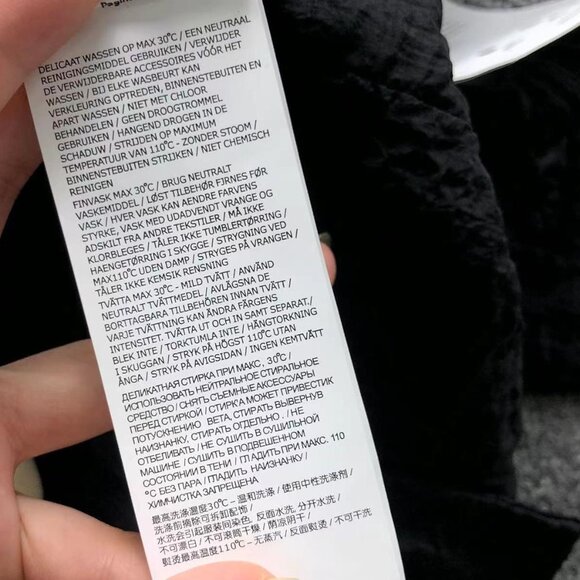 Pagin
DELICAAT WASSEN OP MAX 30°C / EEN NEUTRAAL
REINIGINGSMIDDEL GEBRUIKEN / VERWIJDER
DE VERWIJDERBARE ACCESSOIRES VÓÓR HET
WASSEN / BIJ ELKE WASBEURT KAN
VERKLEURING OPTREDEN, BINNENSTEBUITEN EN
APART WASSEN / NIET MET CHLOOR
BEHANDELEN / GEEN DROOGTROMMEL
GEBRUIKEN / HANGEND DROGEN IN DE
SCHADUW / STRIJDEN OP MAXIMUM
TEMPERATUUR VAN 110°C - ZONDER STOOM /
BINNENSTEBUITEN STRIJKEN / NIET CHEMISCH
REINIGEN
FINVASK MAX 30°C / BRUG NEUTRALT
VASKEMIDDEL / LØST TILBEHØR FJRNES FØR
VASK / HVER VASK KAN AENDRE FARVENS
STYRKE, VASK MED UDADVENDT VRANGE OG
ADSKILT FRA ANDRE TEKSTILER / MÅ IKKE
KLORBLEGES / TÅLER IKKE TUMBLERTØRRING /
HAENGETØRRING I SKYGGE / STRYGNING VED
MAX110°C UDEN DAMP / STRYGES PÅ VRANGEN /
TÅLER IKKE KEMSIK RENSNING
TVÄTTA MAX 30°C - MILD TVÄTT / ANVÄND
NEUTRALT TVÄTTMEDEL / AVLÄGSNA DE
BORTTAGBARA TILLBEHÖREN INNAN TVÄTT /
VARJE TVÄTTNING KAN ÄNDRA FÄRGENS
INTENSITET. TVÄTTA UT OCH IN SAMT SEPARAT./
BLEK INTE / TORKTUMLA INTE / HÄNGTORKNING
I SKUGGAN / STRYK PÅ HÖGST 110°C UTAN
ÅNGA / STRYK PÅ AVIGSIDAN / INGEN KEMTVÄTT
ДЕЛИКАТНАЯ СТИРКА ПРИ МАКС. 30°C /
ИСПОЛЬЗОВАТЬ НЕЙТРАЛЬНОЕ СТИРАЛЬНОЕ
СРЕДСТВО / СНЯТЬ СЪЕМНЫЕ АКСЕССУАРЫ
ПЕРЕД СТИРКОЙ / СТИРКА МОЖЕТ ПРИВЕСТИК
ПОТУСКНЕНИЮ ВЕТА, СТИРАТЬ ВЫВЕРНУВ
НАИЗНАНКУ, СТИРАТЬ ОТДЕЛЬНО . / НЕ
ОТБЕЛИВАТЬ / НЕ СУШИТЬ В СУШИЛЬНОЙ
МАШИНЕ / СУШИТЬ В ПОДВЕШЕННОМ
СОСТОЯНИИ В ТЕНИ / ГЛАДИТЬ ПРИ МАКС. 110
°C БЕЗ ПАРА / ГЛАДИТЬ НАИЗНАНКУ /
ХИМЧИСТКА ЗАПРЕЩЕНА
最高洗涤温度30℃ – 温和洗涤 / 使用中性洗涤剂 /
洗涤前摘除可拆卸配饰 /
水洗会引起服装间染色, 反面水洗, 分开水洗 /
不可漂白 / 不可滚筒干燥 / 荫凉阴干 /
熨烫最高温度110℃ – 无蒸汽 / 反面熨烫 / 不可干洗